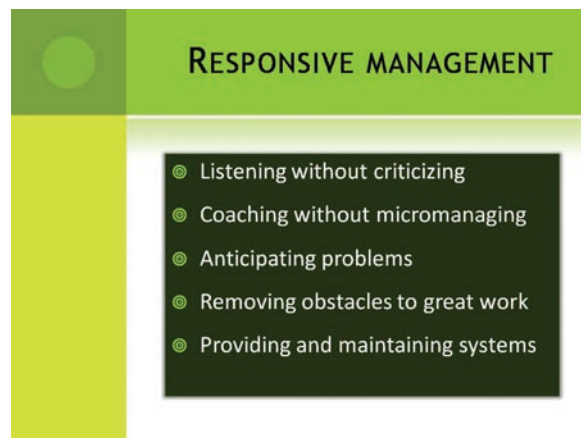 RESPONSIVE MANAGEMENT
Listening without criticizing
Coaching without micromanaging
Anticipating problems
Removing obstacles to great work
Providing and maintaining systems